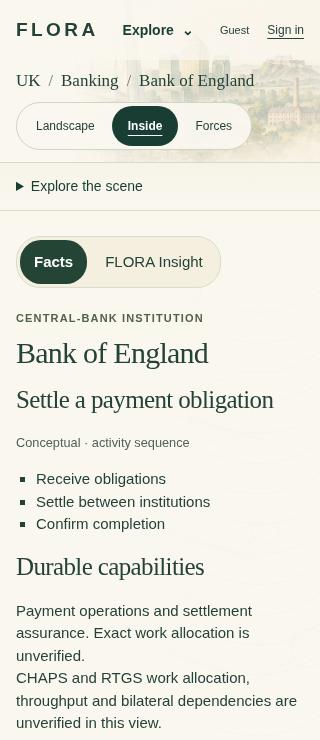 FLORA Explore Guest Sign in
UK / Banking / Bank of England
Landscape Inside Forces
Explore the scene
Facts FLORA Insight
CENTRAL-BANK INSTITUTION
Bank of England
Settle a payment obligation
Conceptual · activity sequence
Receive obligations
Settle between institutions
Confirm completion
Durable capabilities
Payment operations and settlement
assurance. Exact work allocation is
unverified.
CHAPS and RTGS work allocation,
throughput and bilateral dependencies are
unverified in this view.